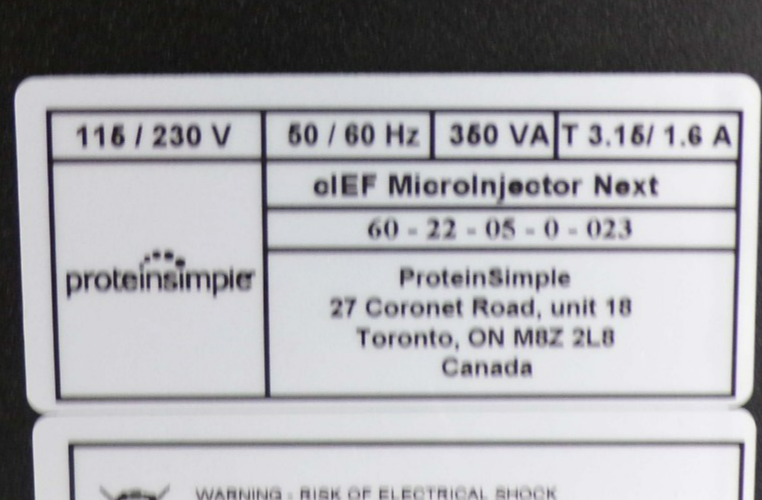 115 / 230 V 50 / 60 Hz 350 VA T 3.15/ 1.6 A
cIEF MicroInjector Next
60 - 22 - 05 - 0 - 023
proteinsimple
ProteinSimple
27 Coronet Road, unit 18
Toronto, ON M8Z 2L8
Canada
WARNING - RISK OF ELECTRICAL SHOCK